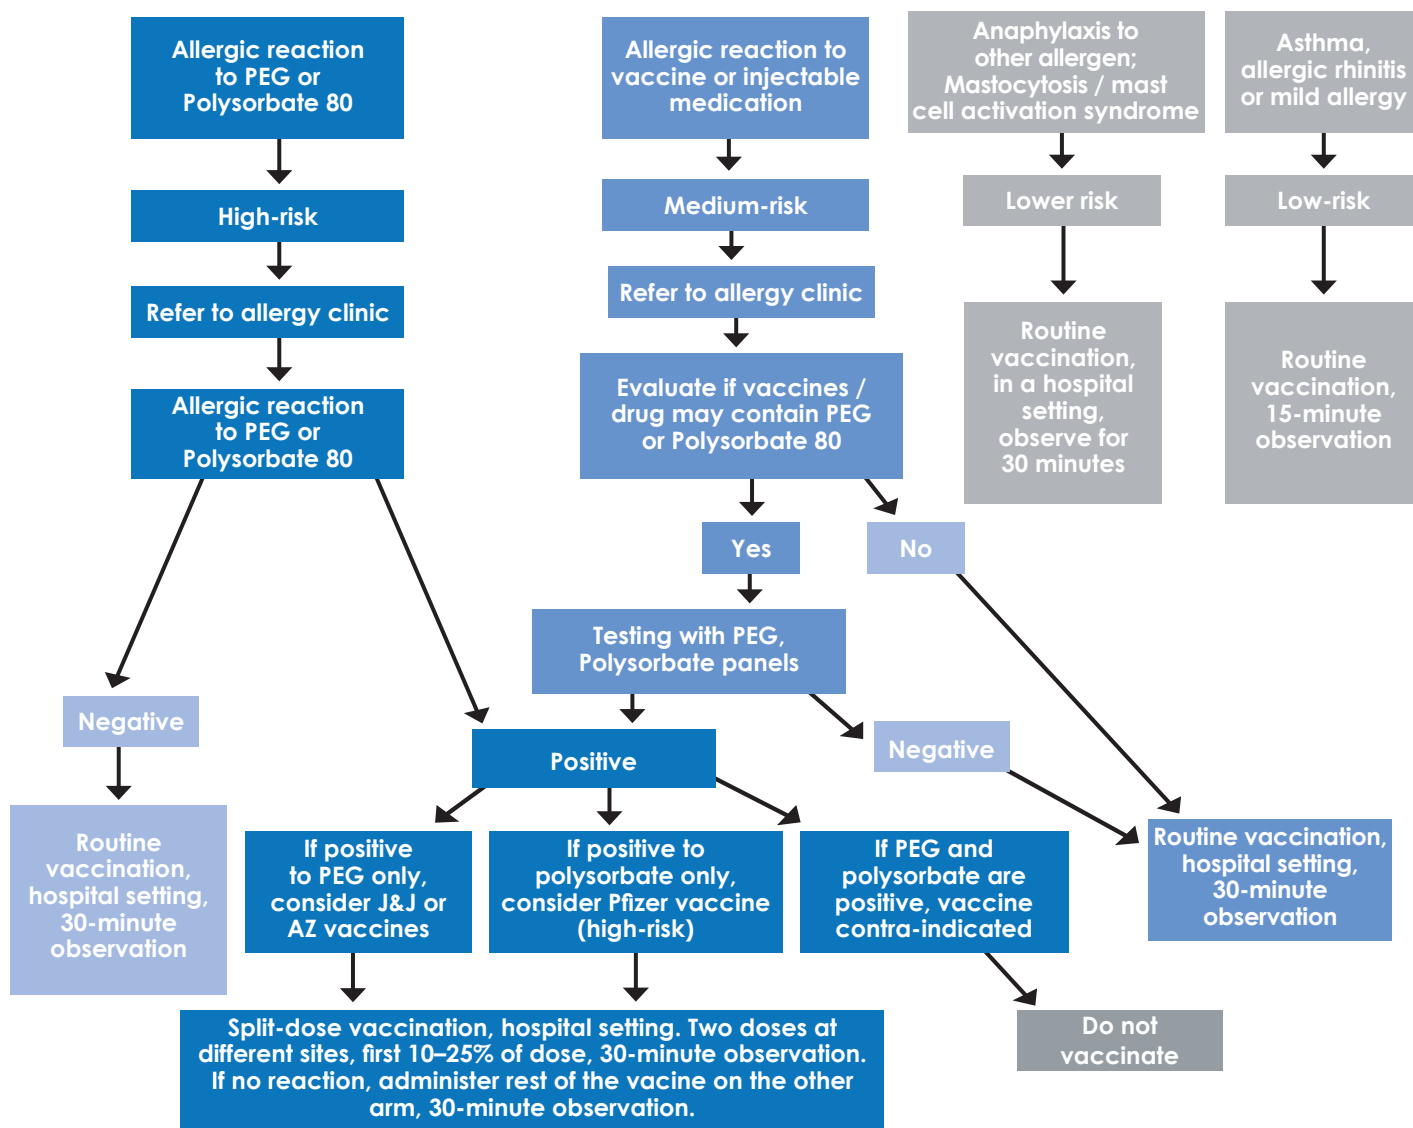 Allergic reaction
to PEG or
Polysorbate 80
High-risk
Refer to allergy clinic
Allergic reaction
to PEG or
Polysorbate 80
Negative
Routine
vaccination,
hospital setting,
30-minute
observation
Allergic reaction to
vaccine or injectable
medication
Medium-risk
Refer to allergy clinic
Evaluate if vaccines /
drug may contain PEG
or Polysorbate 80
Yes
No
Testing with PEG,
Polysorbate panels
Positive
Negative
If positive
to PEG only,
consider J&J or
AZ vaccines
If positive to
polysorbate only,
consider Pfizer vaccine
(high-risk)
If PEG and
polysorbate are
positive, vaccine
contra-indicated
Routine vaccination,
hospital setting,
30-minute
observation
Split-dose vaccination, hospital setting. Two doses at
different sites, first 10–25% of dose, 30-minute observation.
If no reaction, administer rest of the vacine on the other
arm, 30-minute observation.
Do not
vaccinate
Anaphylaxis to
other allergen;
Mastocytosis / mast
cell activation syndrome
Lower risk
Routine
vaccination,
in a hospital
setting,
observe for
30 minutes
Asthma,
allergic rhinitis
or mild allergy
Low-risk
Routine
vaccination,
15-minute
observation